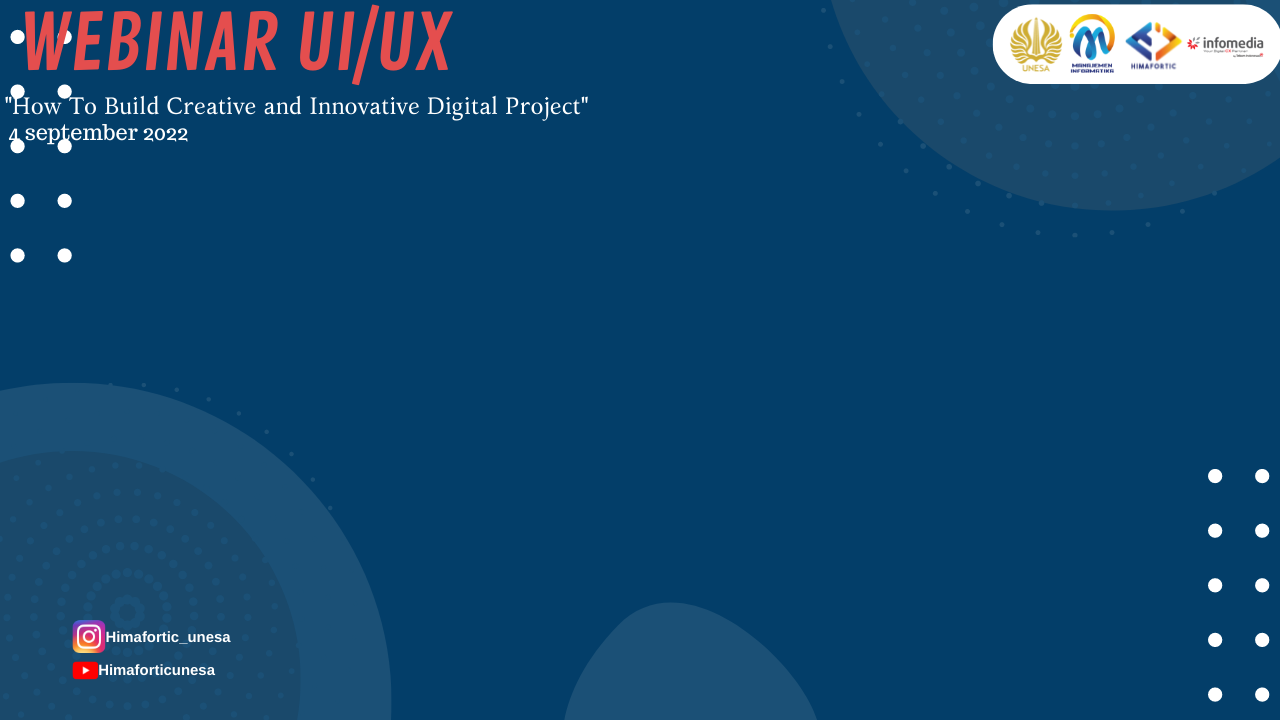 WEBINAR UI/UX
"How To Build Creative and Innovative Digital Project"
4 september 2022
UNESA
MANAJEMEN
INFORMATIKA
HIMAFORTIC
infomedia
Himafortic_unesa
Himaforticunesa